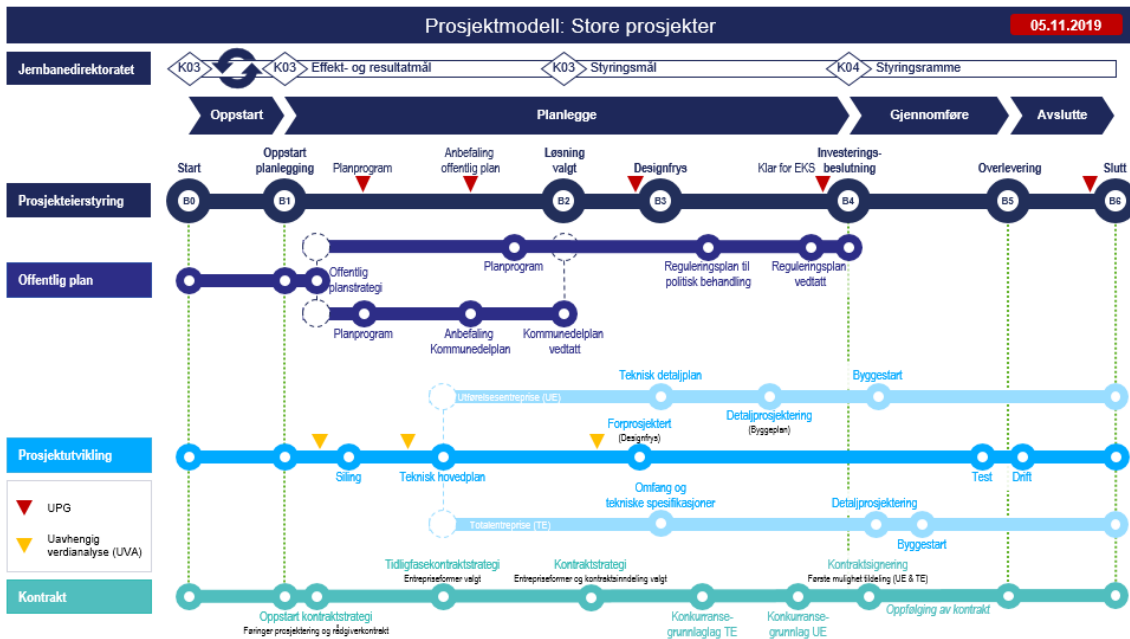 Prosjektmodell: Store prosjekter
05.11.2019
Jernbanedirektoratet
K03
K03
Effekt- og resultatmål
K03
Styringsmål
K04
Styringsramme
Oppstart
Planlegge
Gjennomføre
Avslutte
Start
Oppstart
planlegging
Planprogram
Anbefaling
offentlig plan
Løsning
valgt
Designfrys
Klar for EKS
Investerings-
beslutning
Overlevering
Slutt
Prosjekteierstyring
B0
B1
B2
B3
B4
B5
B6
Offentlig plan
Offentlig
planstrategi
Planprogram
Reguleringsplan til
politisk behandling
Reguleringsplan
vedtatt
Planprogram
Anbefaling
Kommunedelplan
Kommunedelplan
vedtatt
Teknisk detaljplan
Byggestart
Utførelsesentreprise (UE)
Detaljprosjektering
(Byggeplan)
Forprosjektert
(Designfrys)
Prosjektutvikling
Siling
Teknisk hovedplan
Test
Drift
Omfang og
tekniske spesifikasjoner
Detaljprosjektering
Totalentreprise (TE)
Byggestart
UPG
Uavhengig
verdianalyse (UVA)
Tidligfasekontraktstrategi
Entrepriseformer valgt
Kontraktstrategi
Entrepriseformer og kontraktsinndeling valgt
Kontraktsignering
Første mulighet tildeling (UE & TE)
Kontrakt
Oppstart kontraktstrategi
Føringer prosjektering og rådgiverkontrakt
Konkurranse-
grunnlaglag TE
Konkurranse-
grunnlag UE
Oppfølging av kontrakt